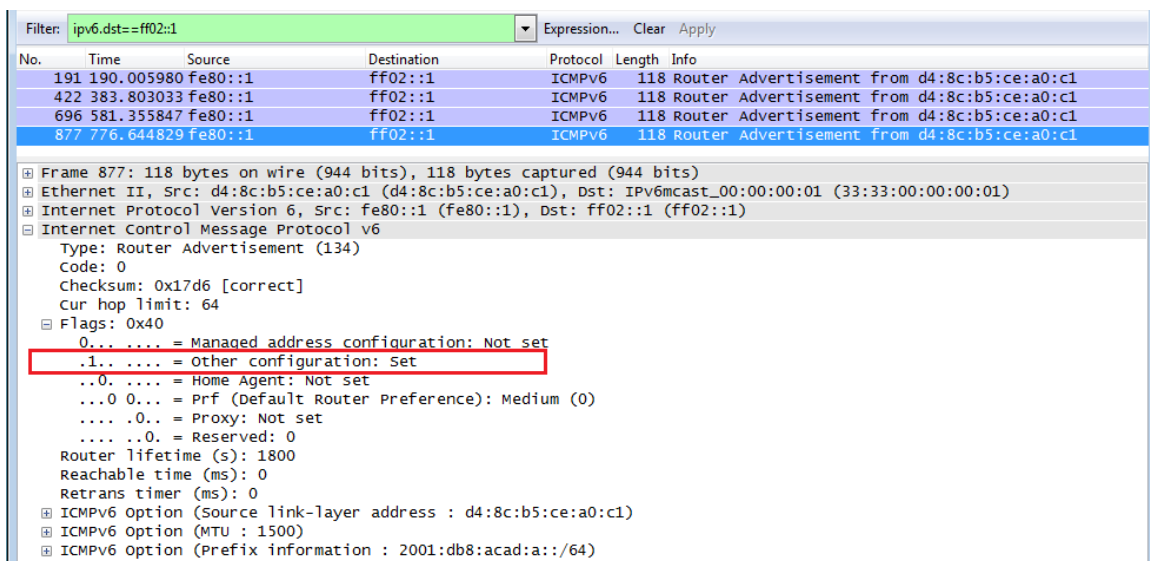 Filter: ipv6.dst==ff02::1 Expression... Clear Apply
No. Time Source Destination Protocol Length Info
191 190.005980 fe80::1 ff02::1 ICMPv6 118 Router Advertisement from d4:8c:b5:ce:a0:c1
422 383.803033 fe80::1 ff02::1 ICMPv6 118 Router Advertisement from d4:8c:b5:ce:a0:c1
696 581.355847 fe80::1 ff02::1 ICMPv6 118 Router Advertisement from d4:8c:b5:ce:a0:c1
877 776.644829 fe80::1 ff02::1 ICMPv6 118 Router Advertisement from d4:8c:b5:ce:a0:c1
Frame 877: 118 bytes on wire (944 bits), 118 bytes captured (944 bits)
Ethernet II, Src: d4:8c:b5:ce:a0:c1 (d4:8c:b5:ce:a0:c1), Dst: IPv6mcast_00:00:00:01 (33:33:00:00:00:01)
Internet Protocol Version 6, Src: fe80::1 (fe80::1), Dst: ff02::1 (ff02::1)
Internet Control Message Protocol v6
Type: Router Advertisement (134)
Code: 0
Checksum: 0x17d6 [correct]
Cur hop limit: 64
Flags: 0x40
0... .... = Managed address configuration: Not set
.1.. .... = Other configuration: Set
..0. .... = Home Agent: Not set
...0 0... = Prf (Default Router Preference): Medium (0)
.... .0.. = Proxy: Not set
.... ..0. = Reserved: 0
Router lifetime (s): 1800
Reachable time (ms): 0
Retrans timer (ms): 0
ICMPv6 Option (Source link-layer address : d4:8c:b5:ce:a0:c1)
ICMPv6 Option (MTU : 1500)
ICMPv6 Option (Prefix information : 2001:db8:acad:a::/64)